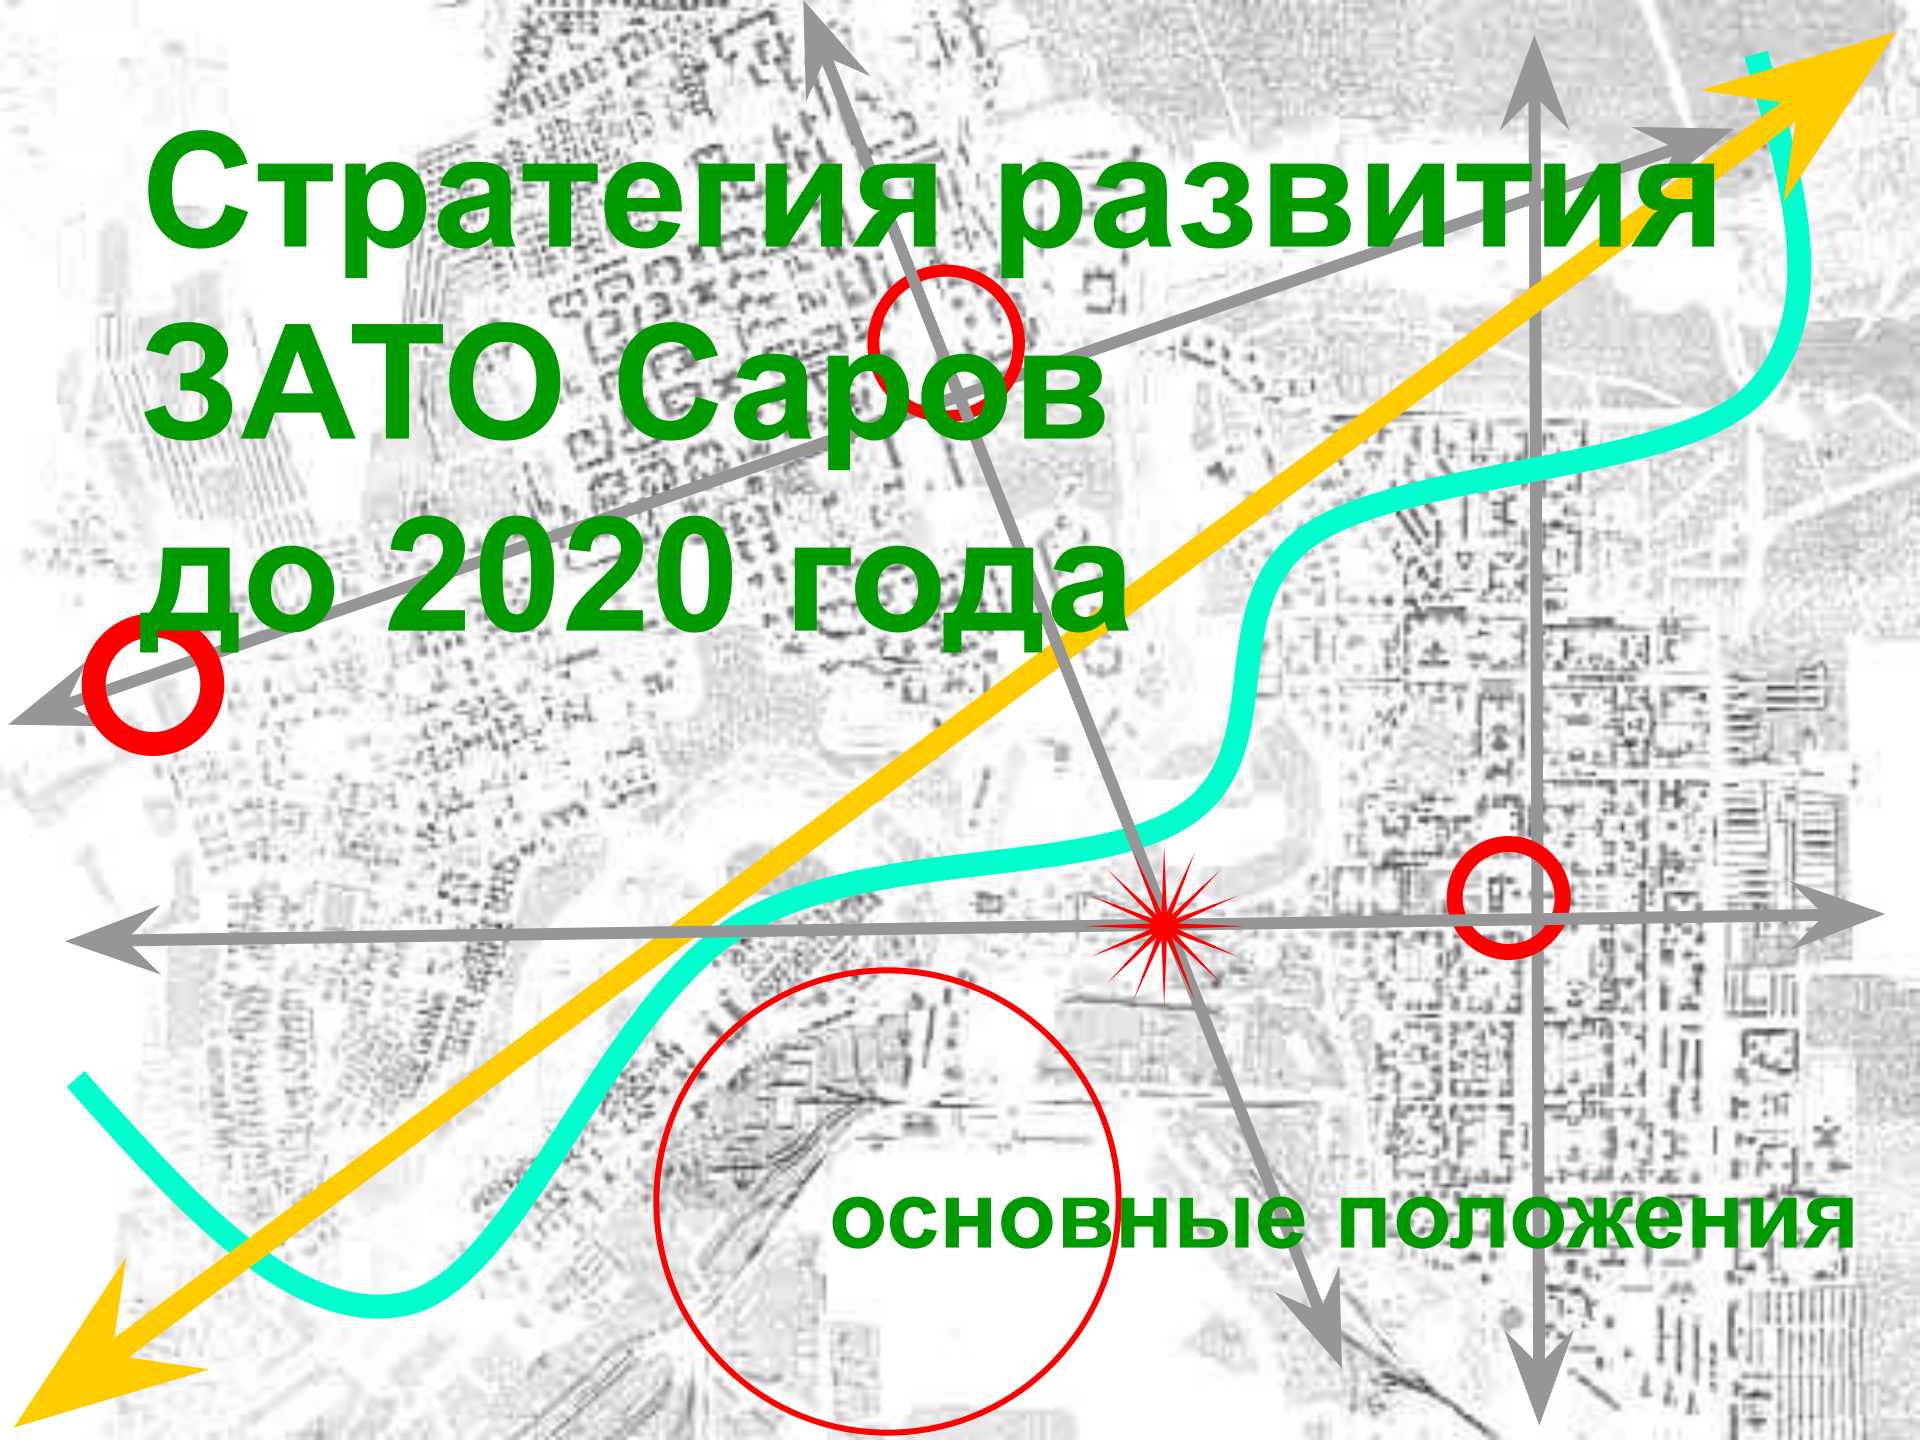 Стратегия развития
ЗАТО Саров
до 2020 года
основные положения